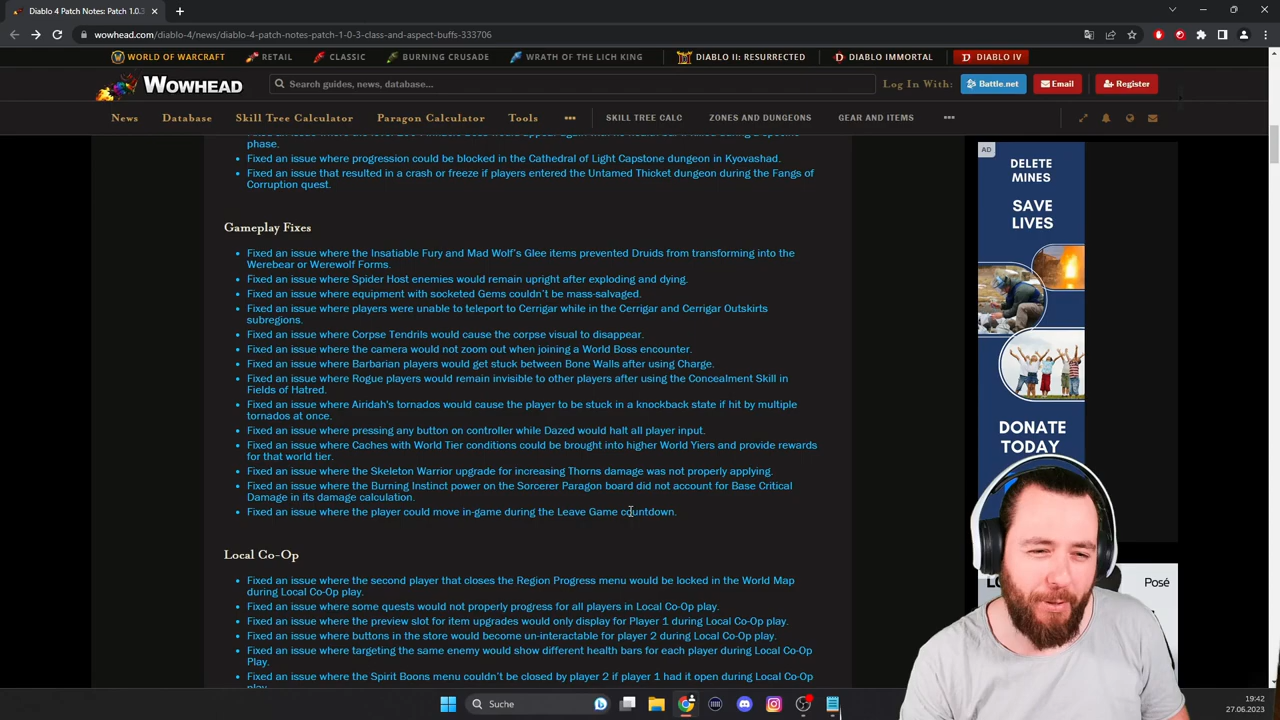 Diablo 4 Patch Notes: Patch 1.0.3
wowhead.com/diablo-4/news/diablo-4-patch-notes-patch-1-0-3-class-and-aspect-buffs-333706
WORLD OF WARCRAFT RETAIL CLASSIC BURNING CRUSADE WRATH OF THE LICH KING DIABLO II: RESURRECTED DIABLO IMMORTAL DIABLO IV
WOWHEAD Search guides, news, database... Log In With: Battle.net Email Register
News Database Skill Tree Calculator Paragon Calculator Tools ••• SKILL TREE CALC ZONES AND DUNGEONS GEAR AND ITEMS •••
phase.
• Fixed an issue where progression could be blocked in the Cathedral of Light Capstone dungeon in Kyovashad.
• Fixed an issue that resulted in a crash or freeze if players entered the Untamed Thicket dungeon during the Fangs of
Corruption quest.
Gameplay Fixes
• Fixed an issue where the Insatiable Fury and Mad Wolf's Glee items prevented Druids from transforming into the
Werebear or Werewolf Forms.
• Fixed an issue where Spider Host enemies would remain upright after exploding and dying.
• Fixed an issue where equipment with socketed Gems couldn't be mass-salvaged.
• Fixed an issue where players were unable to teleport to Cerrigar while in the Cerrigar and Cerrigar Outskirts
subregions.
• Fixed an issue where Corpse Tendrils would cause the corpse visual to disappear.
• Fixed an issue where the camera would not zoom out when joining a World Boss encounter.
• Fixed an issue where Barbarian players would get stuck between Bone Walls after using Charge.
• Fixed an issue where Rogue players would remain invisible to other players after using the Concealment Skill in
Fields of Hatred.
• Fixed an issue where Airidah's tornados would cause the player to be stuck in a knockback state if hit by multiple
tornados at once.
• Fixed an issue where pressing any button on controller while Dazed would halt all player input.
• Fixed an issue where Caches with World Tier conditions could be brought into higher World Yiers and provide rewards
for that world tier.
• Fixed an issue where the Skeleton Warrior upgrade for increasing Thorns damage was not properly applying.
• Fixed an issue where the Burning Instinct power on the Sorcerer Paragon board did not account for Base Critical
Damage in its damage calculation.
• Fixed an issue where the player could move in-game during the Leave Game countdown.
Local Co-Op
• Fixed an issue where the second player that closes the Region Progress menu would be locked in the World Map
during Local Co-Op play.
• Fixed an issue where some quests would not properly progress for all players in Local Co-Op play.
• Fixed an issue where the preview slot for item upgrades would only display for Player 1 during Local Co-Op play.
• Fixed an issue where buttons in the store would become un-interactable for player 2 during Local Co-Op play.
• Fixed an issue where targeting the same enemy would show different health bars for each player during Local Co-Op
Play.
• Fixed an issue where the Spirit Boons menu couldn't be closed by player 2 if player 1 had it open during Local Co-Op
AD
DELETE
MINES
SAVE
LIVES
DONATE
TODAY
Posé
Suche
19:42
27.06.2023